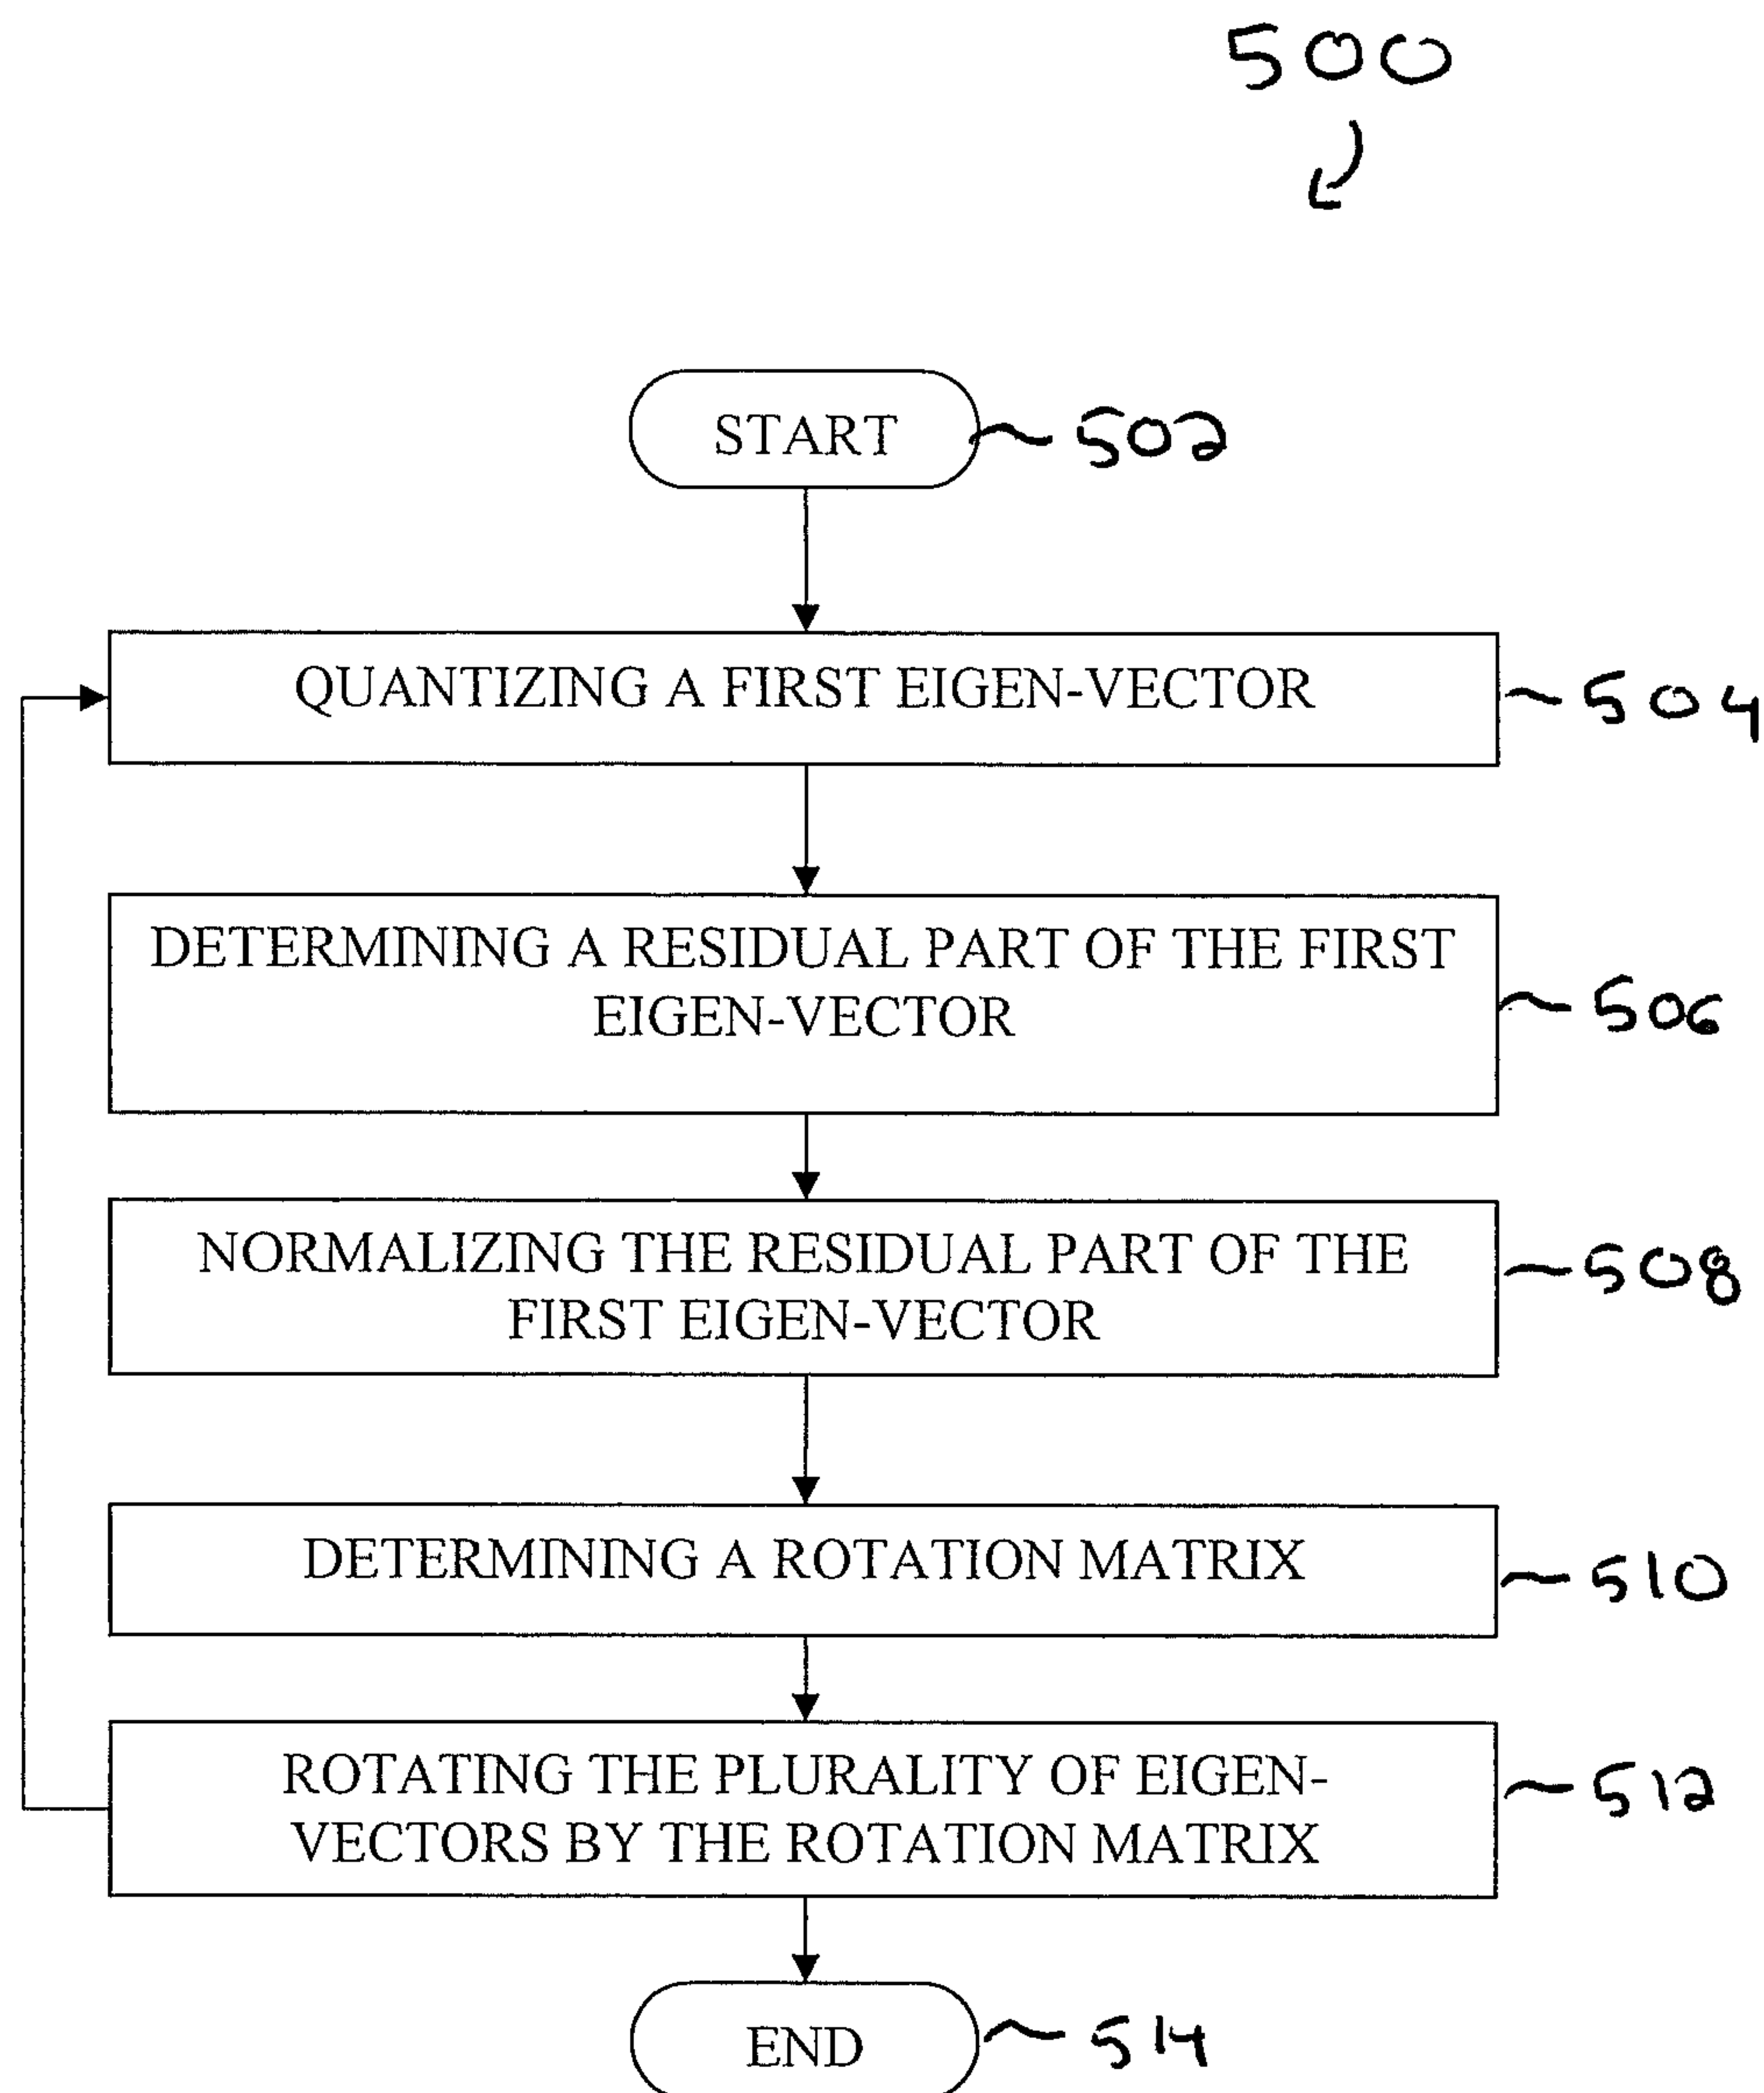 500
START
502
QUANTIZING A FIRST EIGEN-VECTOR
504
DETERMINING A RESIDUAL PART OF THE FIRST
EIGEN-VECTOR
506
NORMALIZING THE RESIDUAL PART OF THE
FIRST EIGEN-VECTOR
508
DETERMINING A ROTATION MATRIX
510
ROTATING THE PLURALITY OF EIGEN-
VECTORS BY THE ROTATION MATRIX
512
END
514